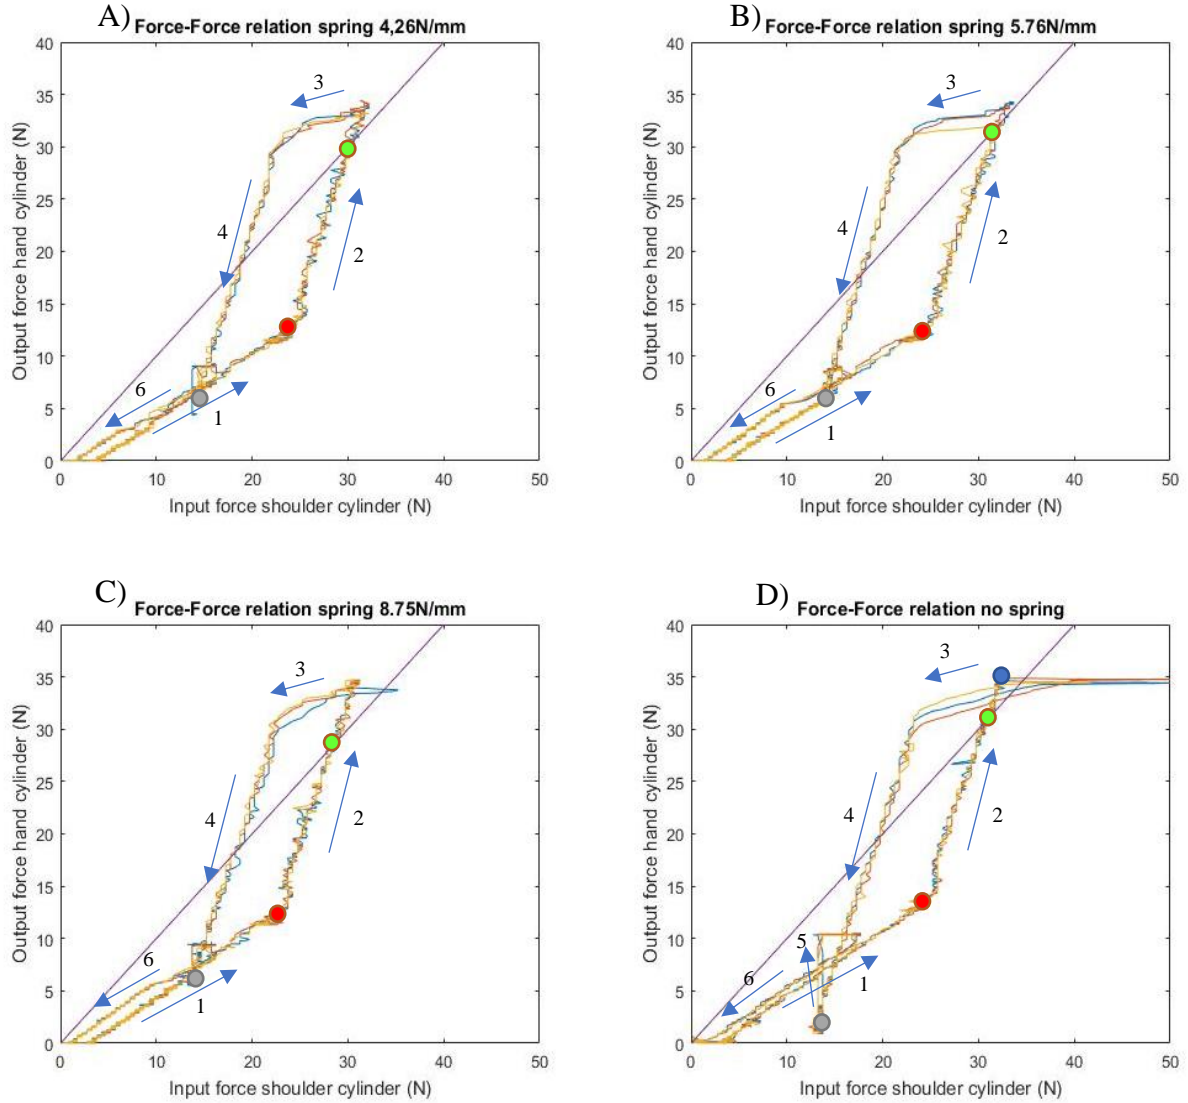 A)
Force-Force relation spring 4,26N/mm
40
35
30
25
20
15
10
5
0
0 10 20 30 40 50
Output force hand cylinder (N)
Input force shoulder cylinder (N)
3
4
2
6
1
B)
Force-Force relation spring 5.76N/mm
40
35
30
25
20
15
10
5
0
0 10 20 30 40 50
Output force hand cylinder (N)
Input force shoulder cylinder (N)
3
4
2
6
1
C)
Force-Force relation spring 8.75N/mm
40
35
30
25
20
15
10
5
0
0 10 20 30 40 50
Output force hand cylinder (N)
Input force shoulder cylinder (N)
3
4
2
6
1
D)
Force-Force relation no spring
40
35
30
25
20
15
10
5
0
0 10 20 30 40 50
Output force hand cylinder (N)
Input force shoulder cylinder (N)
3
4
2
5
6
1